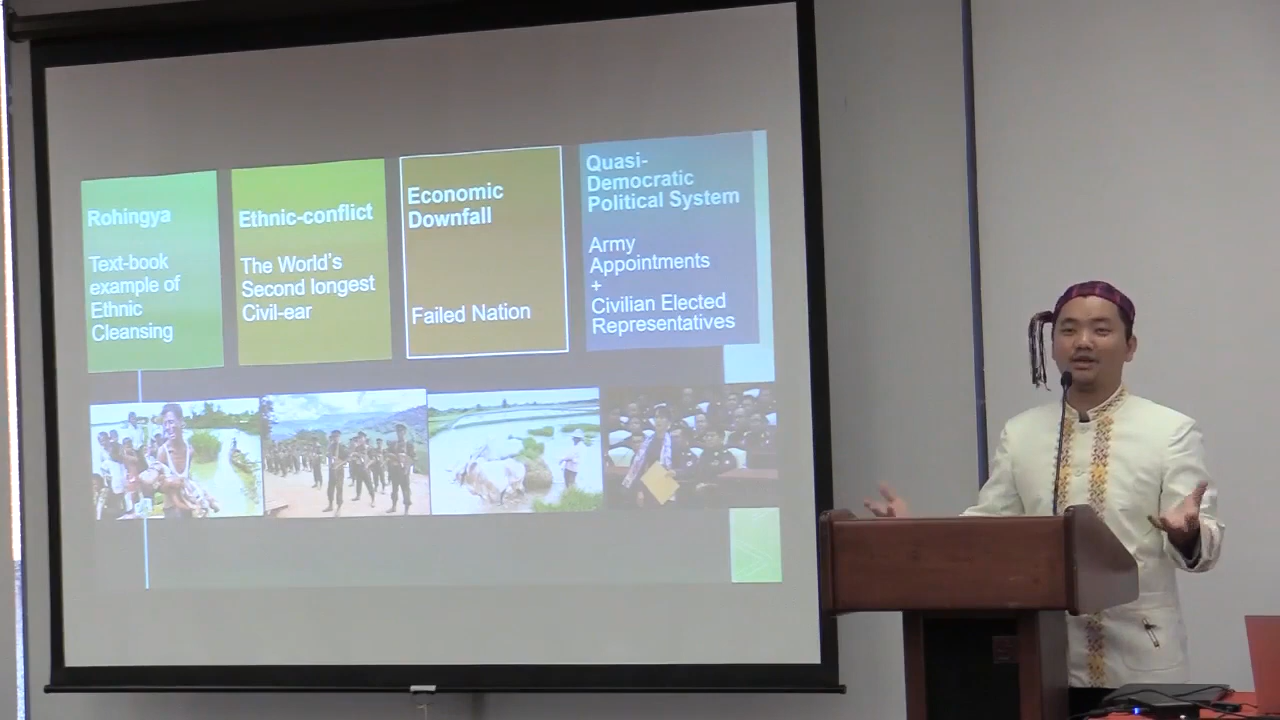 Rohingya
Text-book
example of
Ethnic
Cleansing
Ethnic-conflict
The World's
Second longest
Civil-ear
Economic
Downfall
Failed Nation
Quasi-
Democratic
Political System
Army
Appointments
+
Civilian Elected
Representatives